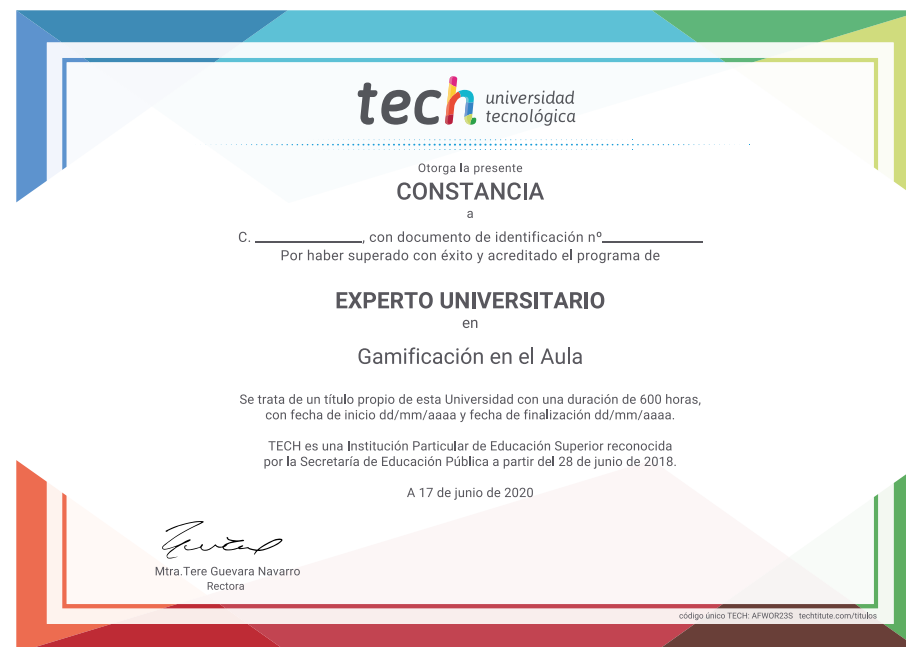 tech universidad
tecnológica
Otorga la presente
CONSTANCIA
a
C. ____________, con documento de identificación nº____________
Por haber superado con éxito y acreditado el programa de
EXPERTO UNIVERSITARIO
en
Gamificación en el Aula
Se trata de un título propio de esta Universidad con una duración de 600 horas,
con fecha de inicio dd/mm/aaaa y fecha de finalización dd/mm/aaaa.
TECH es una Institución Particular de Educación Superior reconocida
por la Secretaría de Educación Pública a partir del 28 de junio de 2018.
A 17 de junio de 2020
Mtra.Tere Guevara Navarro
Rectora
código único TECH: AFWOR23S techtitute.com/titulos